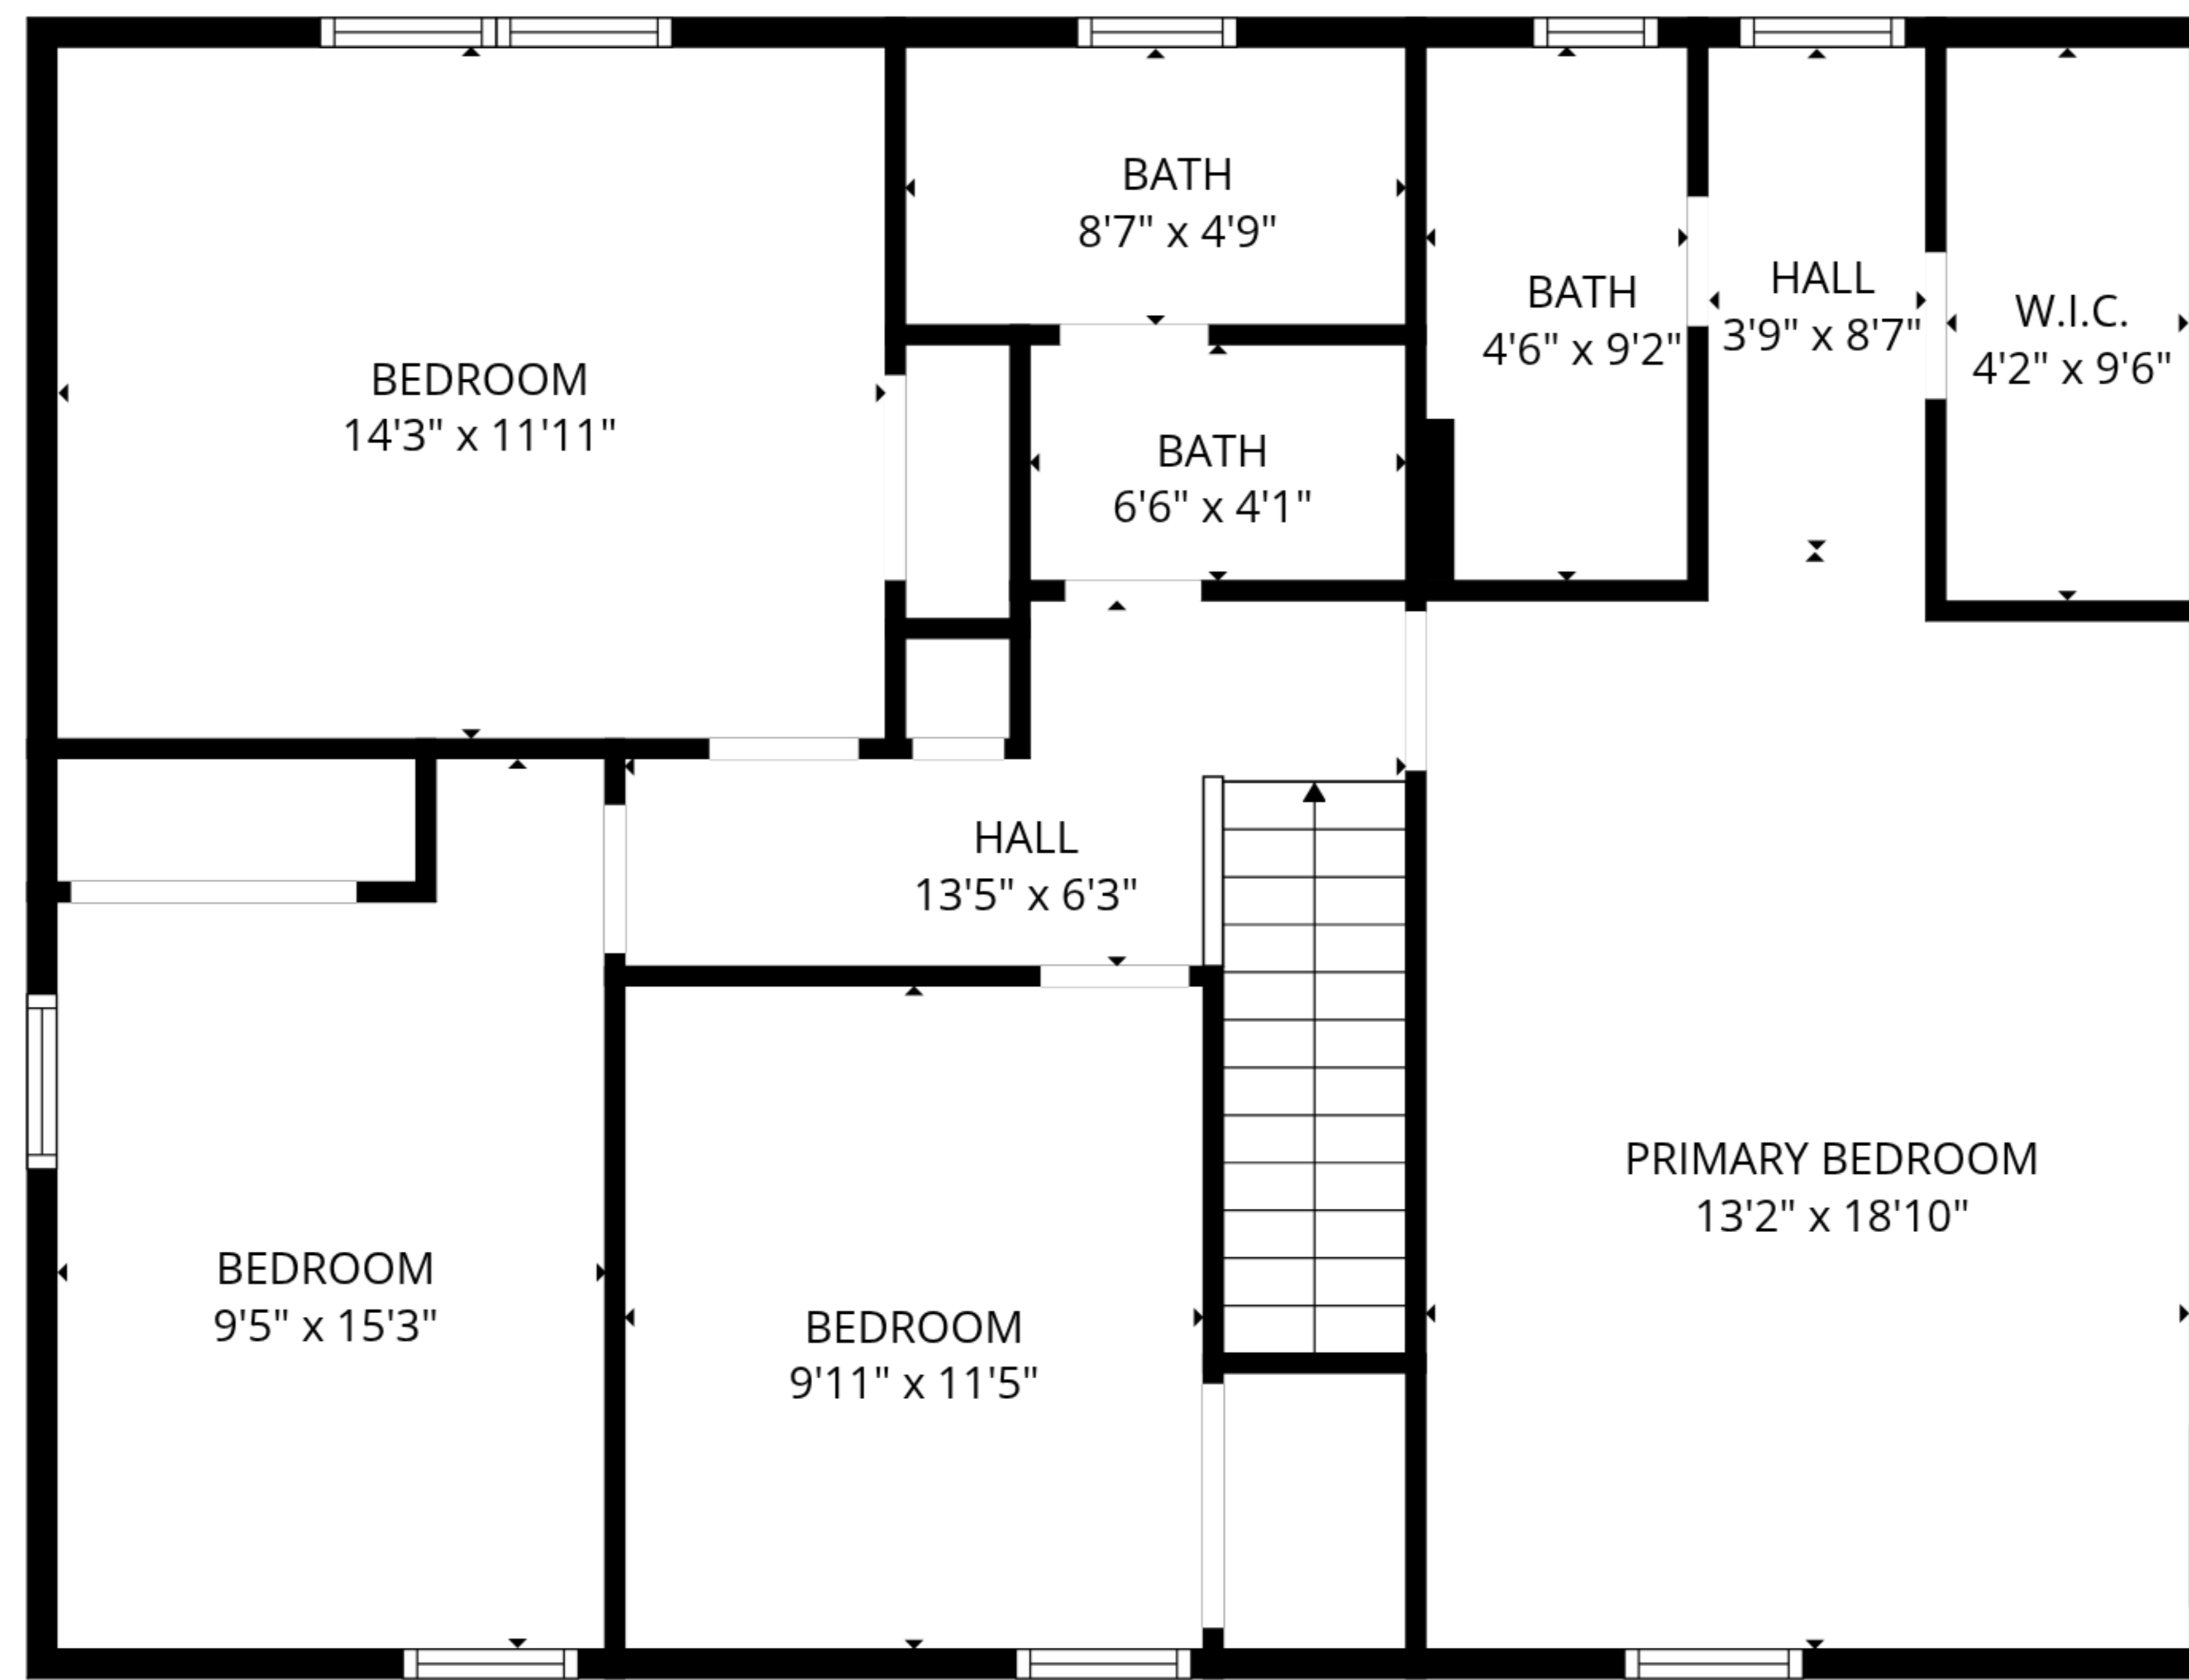 BATH
8'7" x 4'9"
BATH
4'6" x 9'2"
HALL
3'9" x 8'7"
W.I.C.
4'2" x 9'6"
BEDROOM
14'3" x 11'11"
BATH
6'6" x 4'1"
HALL
13'5" x 6'3"
PRIMARY BEDROOM
13'2" x 18'10"
BEDROOM
9'5" x 15'3"
BEDROOM
9'11" x 11'5"